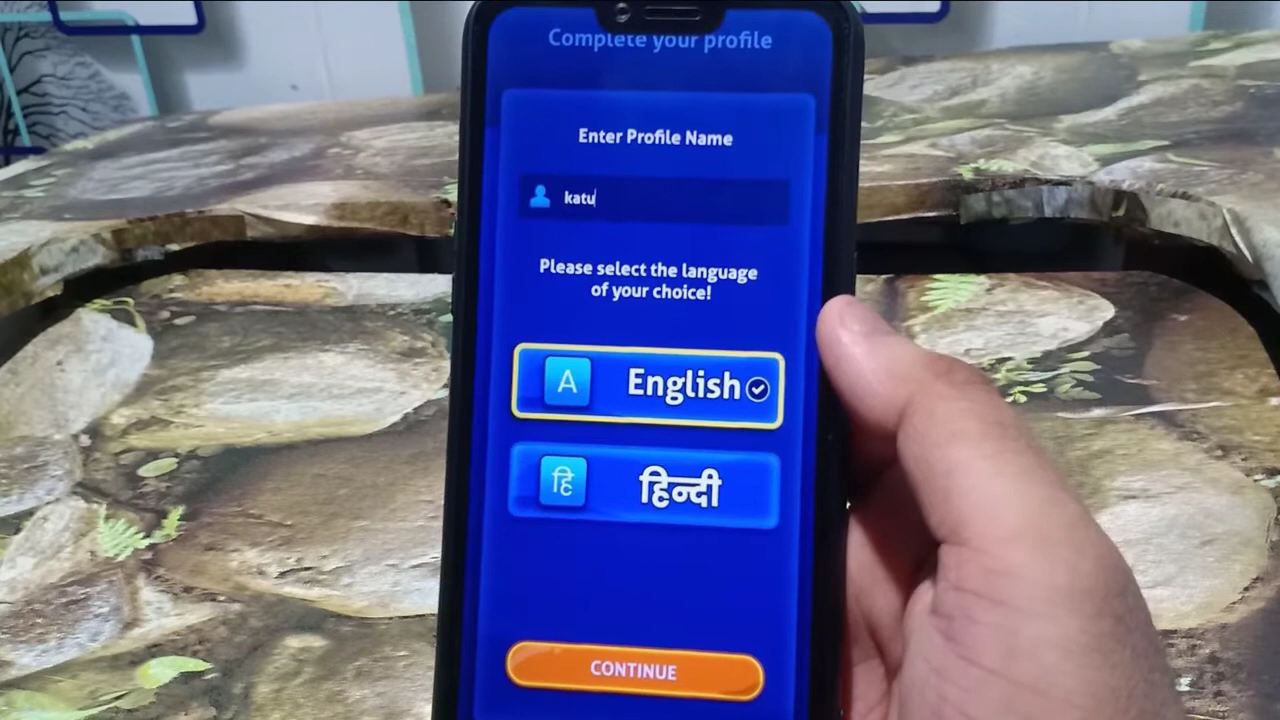 Complete your profile
Enter Profile Name
katu
Please select the language
of your choice!
A English
हि हिन्दी
CONTINUE